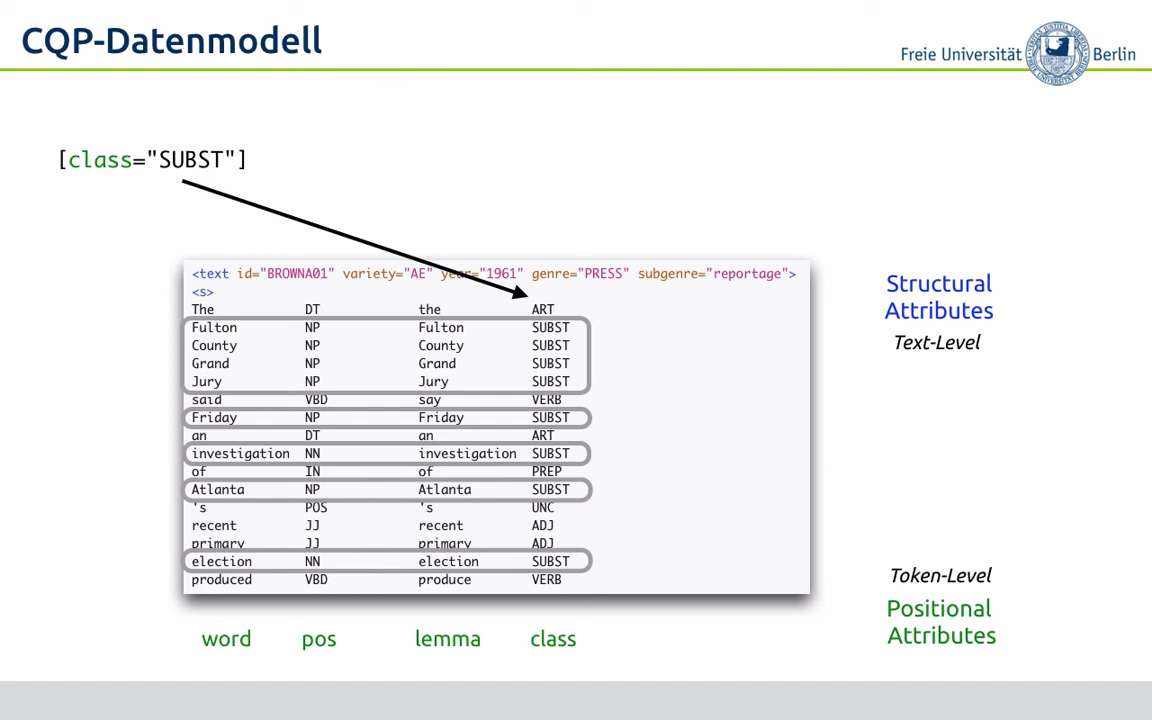 CQP-Datenmodell
Freie Universität Berlin
[class="SUBST"]
<text id="BROWNA01" variety="AE" year="1961" genre="PRESS" subgenre="reportage">
<s>
The DT the ART
Fulton NP Fulton SUBST
County NP County SUBST
Grand NP Grand SUBST
Jury NP Jury SUBST
said VBD say VERB
Friday NP Friday SUBST
an DT an ART
investigation NN investigation SUBST
of IN of PREP
Atlanta NP Atlanta SUBST
's POS 's UNC
recent JJ recent ADJ
primary JJ primary ADJ
election NN election SUBST
produced VBD produce VERB
word pos lemma class
Structural
Attributes
Text-Level
Token-Level
Positional
Attributes